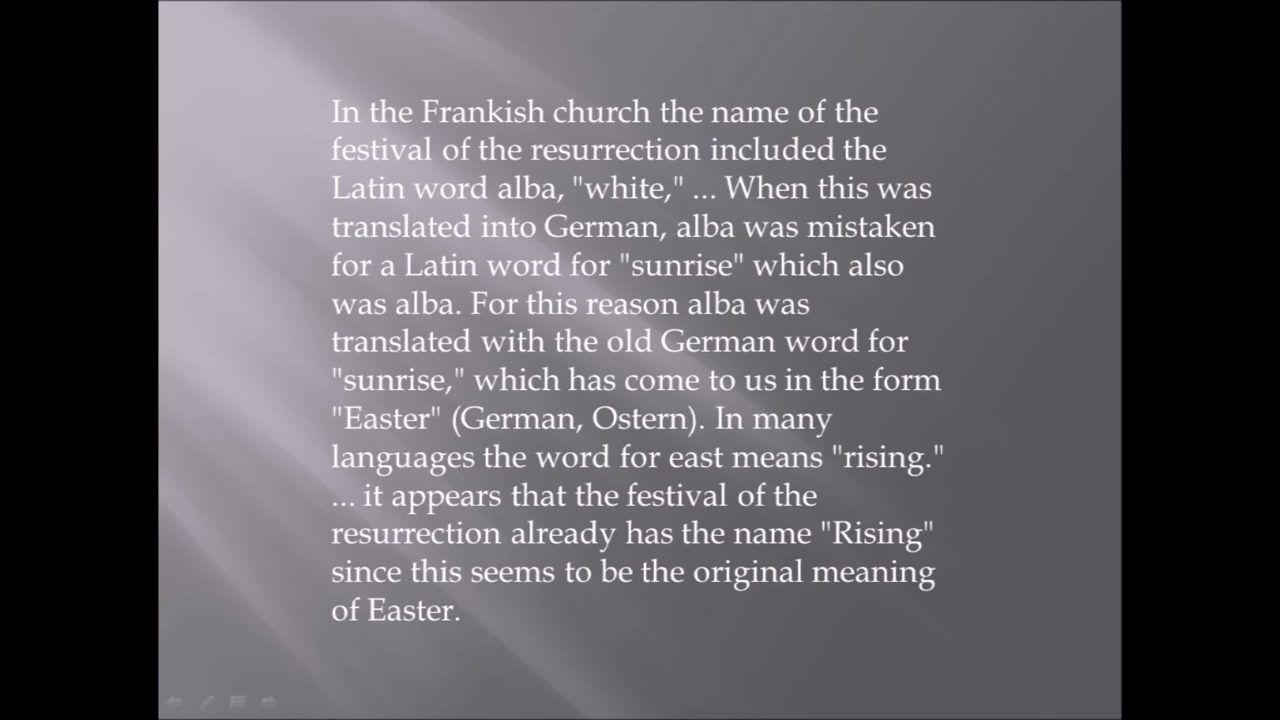 In the Frankish church the name of the
festival of the resurrection included the
Latin word alba, "white," ... When this was
translated into German, alba was mistaken
for a Latin word for "sunrise" which also
was alba. For this reason alba was
translated with the old German word for
"sunrise," which has come to us in the form
"Easter" (German, Ostern). In many
languages the word for east means "rising."
... it appears that the festival of the
resurrection already has the name "Rising"
since this seems to be the original meaning
of Easter.